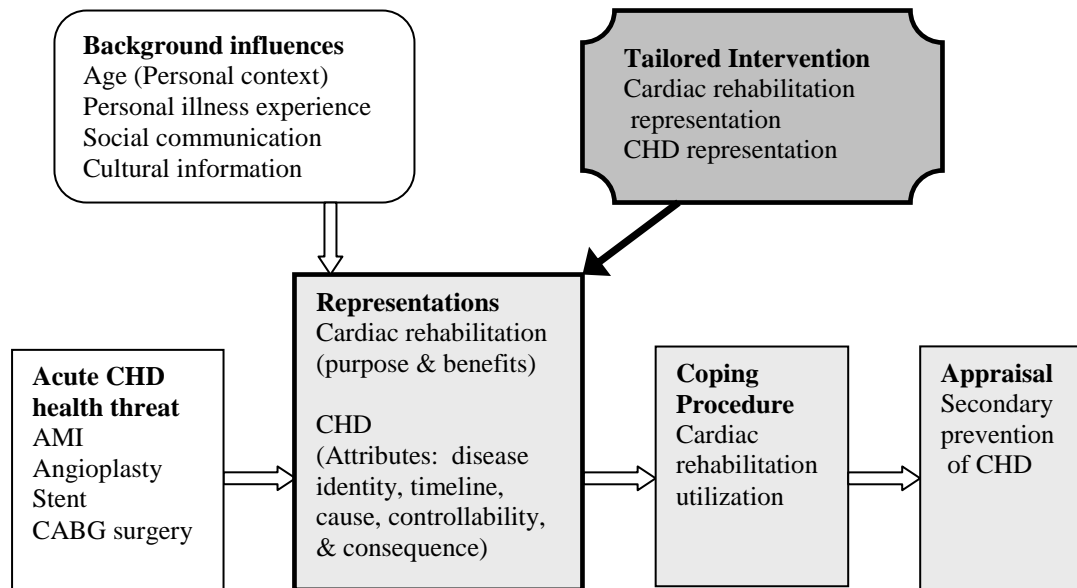 Background influences
Age (Personal context)
Personal illness experience
Social communication
Cultural information
Tailored Intervention
Cardiac rehabilitation
representation
CHD representation
Acute CHD
health threat
AMI
Angioplasty
Stent
CABG surgery
Representations
Cardiac rehabilitation
(purpose & benefits)
CHD
(Attributes: disease
identity, timeline,
cause, controllability,
& consequence)
Coping
Procedure
Cardiac
rehabilitation
utilization
Appraisal
Secondary
prevention
of CHD